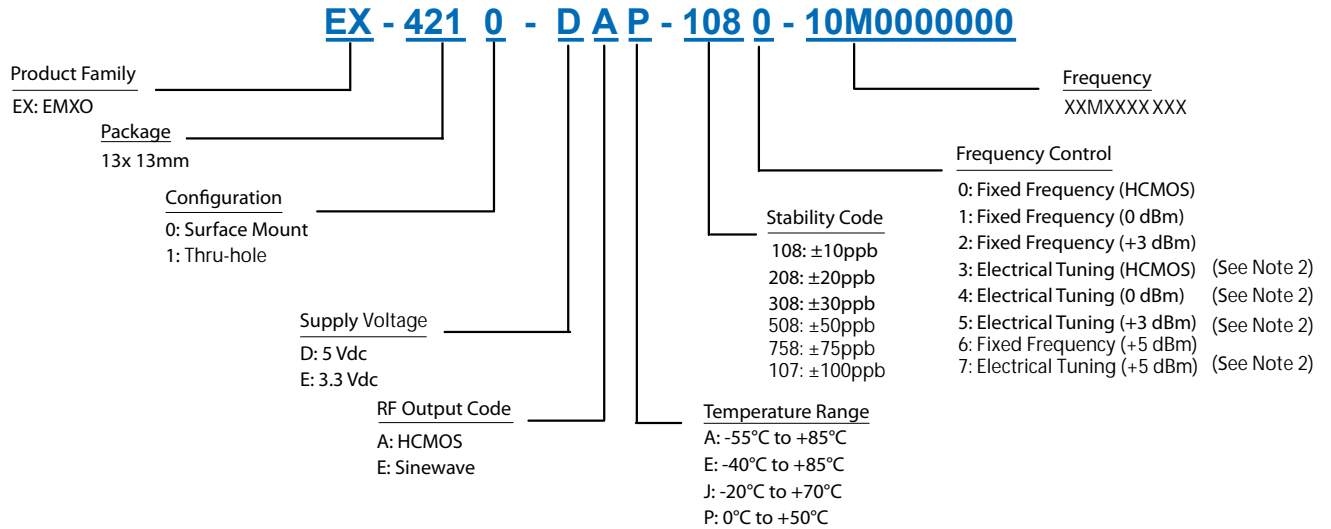 EX - 421 0 - D A P - 108 0 - 10M0000000
Product Family
EX: EMXO
Package
13x 13mm
Configuration
0: Surface Mount
1: Thru-hole
Supply Voltage
D: 5 Vdc
E: 3.3 Vdc
RF Output Code
A: HCMOS
E: Sinewave
Temperature Range
A: -55°C to +85°C
E: -40°C to +85°C
J: -20°C to +70°C
P: 0°C to +50°C
Stability Code
108: ±10ppb
208: ±20ppb
308: ±30ppb
508: ±50ppb
758: ±75ppb
107: ±100ppb
Frequency Control
0: Fixed Frequency (HCMOS)
1: Fixed Frequency (0 dBm)
2: Fixed Frequency (+3 dBm)
3: Electrical Tuning (HCMOS) (See Note 2)
4: Electrical Tuning (0 dBm) (See Note 2)
5: Electrical Tuning (+3 dBm) (See Note 2)
6: Fixed Frequency (+5 dBm)
7: Electrical Tuning (+5 dBm) (See Note 2)
Frequency
XXMXXXXXXX